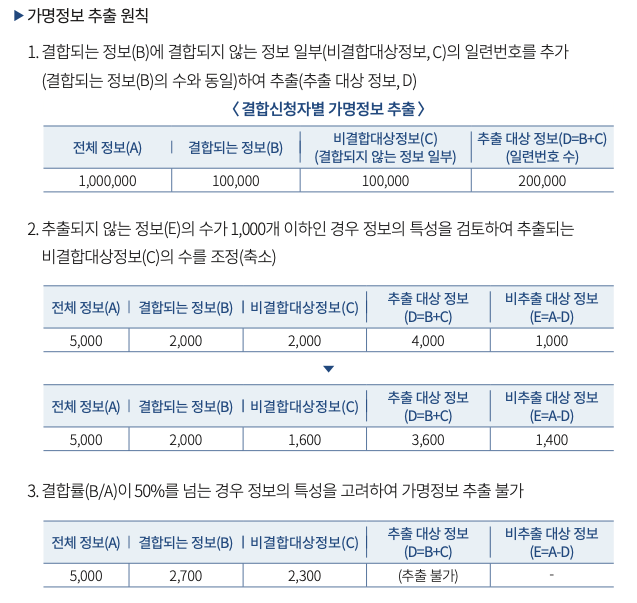 ▶ 가명정보 추출 원칙
1. 결합되는 정보(B)에 결합되지 않는 정보 일부(비결합대상정보, C)의 일련번호를 추가
(결합되는 정보(B)의 수와 동일)하여 추출(추출 대상 정보, D)
〈 결합신청자별 가명정보 추출 〉
전체 정보(A) 결합되는 정보(B) 비결합대상정보(C) 추출 대상 정보(D=B+C)
(결합되지 않는 정보 일부) (일련번호 수)
1,000,000 100,000 100,000 200,000
2. 추출되지 않는 정보(E)의 수가 1,000개 이하인 경우 정보의 특성을 검토하여 추출되는
비결합대상정보(C)의 수를 조정(축소)
전체 정보(A) 결합되는 정보(B) 비결합대상정보(C) 추출 대상 정보 비추출 대상 정보
(D=B+C) (E=A-D)
5,000 2,000 2,000 4,000 1,000
▼
전체 정보(A) 결합되는 정보(B) 비결합대상정보(C) 추출 대상 정보 비추출 대상 정보
(D=B+C) (E=A-D)
5,000 2,000 1,600 3,600 1,400
3. 결합률(B/A)이 50%를 넘는 경우 정보의 특성을 고려하여 가명정보 추출 불가
전체 정보(A) 결합되는 정보(B) 비결합대상정보(C) 추출 대상 정보 비추출 대상 정보
(D=B+C) (E=A-D)
5,000 2,700 2,300 (추출 불가) -